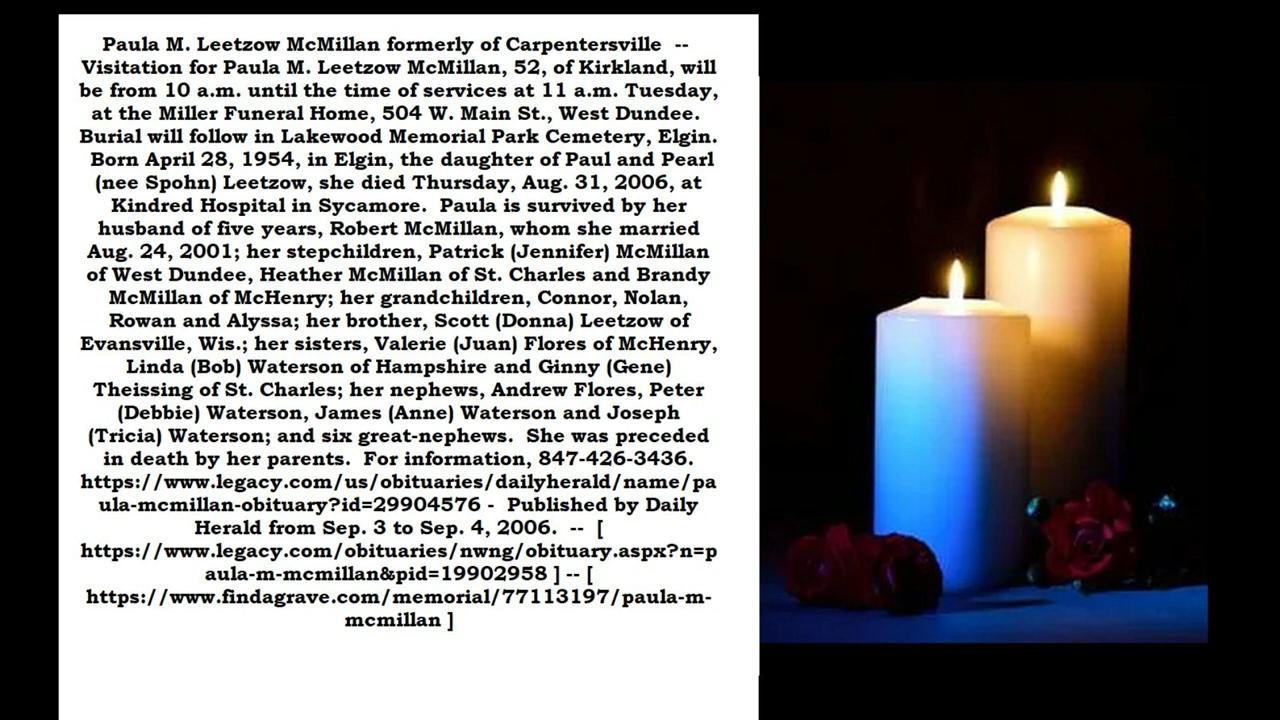 Paula M. Leetzow McMillan formerly of Carpentersville  --
Visitation for Paula M. Leetzow McMillan, 52, of Kirkland, will
be from 10 a.m. until the time of services at 11 a.m. Tuesday,
at the Miller Funeral Home, 504 W. Main St., West Dundee.
Burial will follow in Lakewood Memorial Park Cemetery, Elgin.
Born April 28, 1954, in Elgin, the daughter of Paul and Pearl
(nee Spohn) Leetzow, she died Thursday, Aug. 31, 2006, at
Kindred Hospital in Sycamore.  Paula is survived by her
husband of five years, Robert McMillan, whom she married
Aug. 24, 2001; her stepchildren, Patrick (Jennifer) McMillan
of West Dundee, Heather McMillan of St. Charles and Brandy
McMillan of McHenry; her grandchildren, Connor, Nolan,
Rowan and Alyssa; her brother, Scott (Donna) Leetzow of
Evansville, Wis.; her sisters, Valerie (Juan) Flores of McHenry,
Linda (Bob) Waterson of Hampshire and Ginny (Gene)
Theissing of St. Charles; her nephews, Andrew Flores, Peter
(Debbie) Waterson, James (Anne) Waterson and Joseph
(Tricia) Waterson; and six great-nephews.  She was preceded
in death by her parents.  For information, 847-426-3436.
https://www.legacy.com/us/obituaries/dailyherald/name/pa
ula-mcmillan-obituary?id=29904576 -  Published by Daily
Herald from Sep. 3 to Sep. 4, 2006.  --  [
https://www.legacy.com/obituaries/nwng/obituary.aspx?n=p
aula-m-mcmillan&pid=19902958 ] -- [
https://www.findagrave.com/memorial/77113197/paula-m-
mcmillan ]